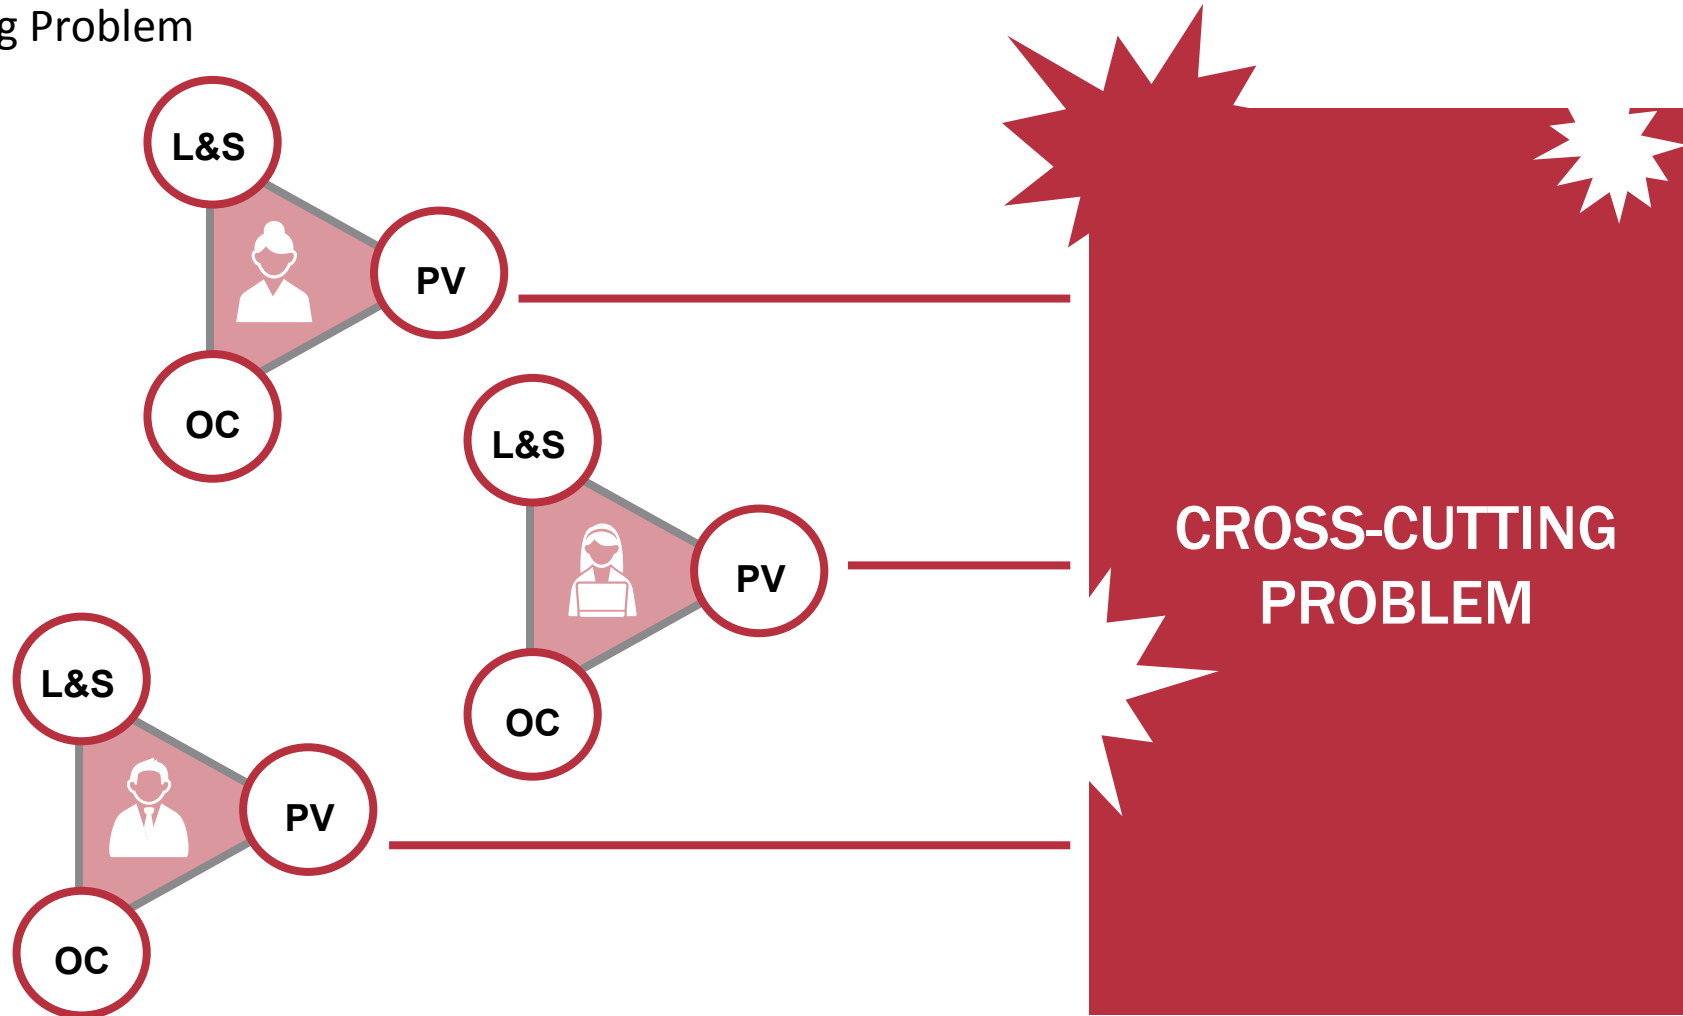 g Problem
L&S
PV
OC
L&S
PV
OC
L&S
PV
OC
CROSS-CUTTING
PROBLEM